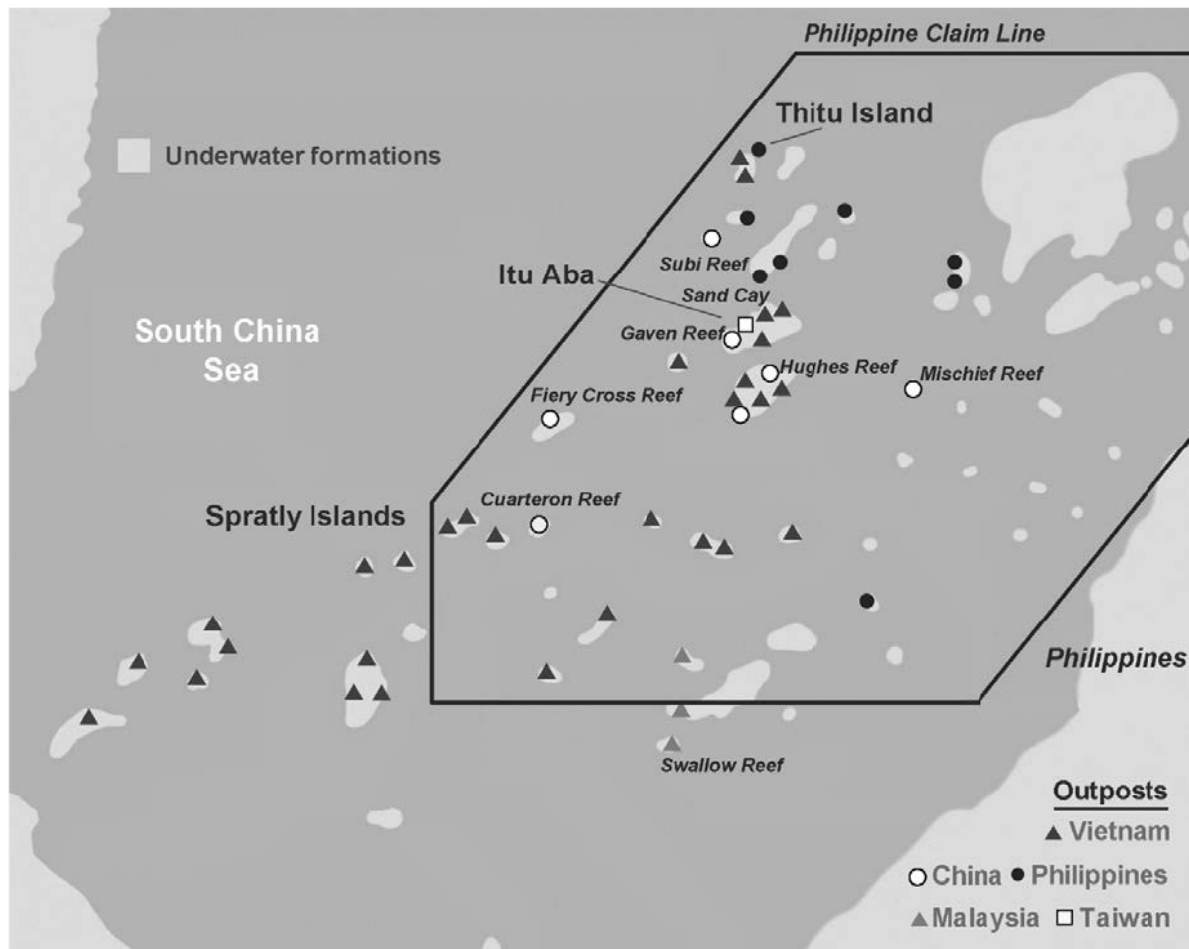 Philippine Claim Line
Thitu Island
Underwater formations
Subi Reef
Itu Aba
Sand Cay
South China
Sea
Gaven Reef
Hughes Reef
Mischief Reef
Fiery Cross Reef
Cuarteron Reef
Spratly Islands
Philippines
Swallow Reef
Outposts
Vietnam
China Philippines
Malaysia Taiwan